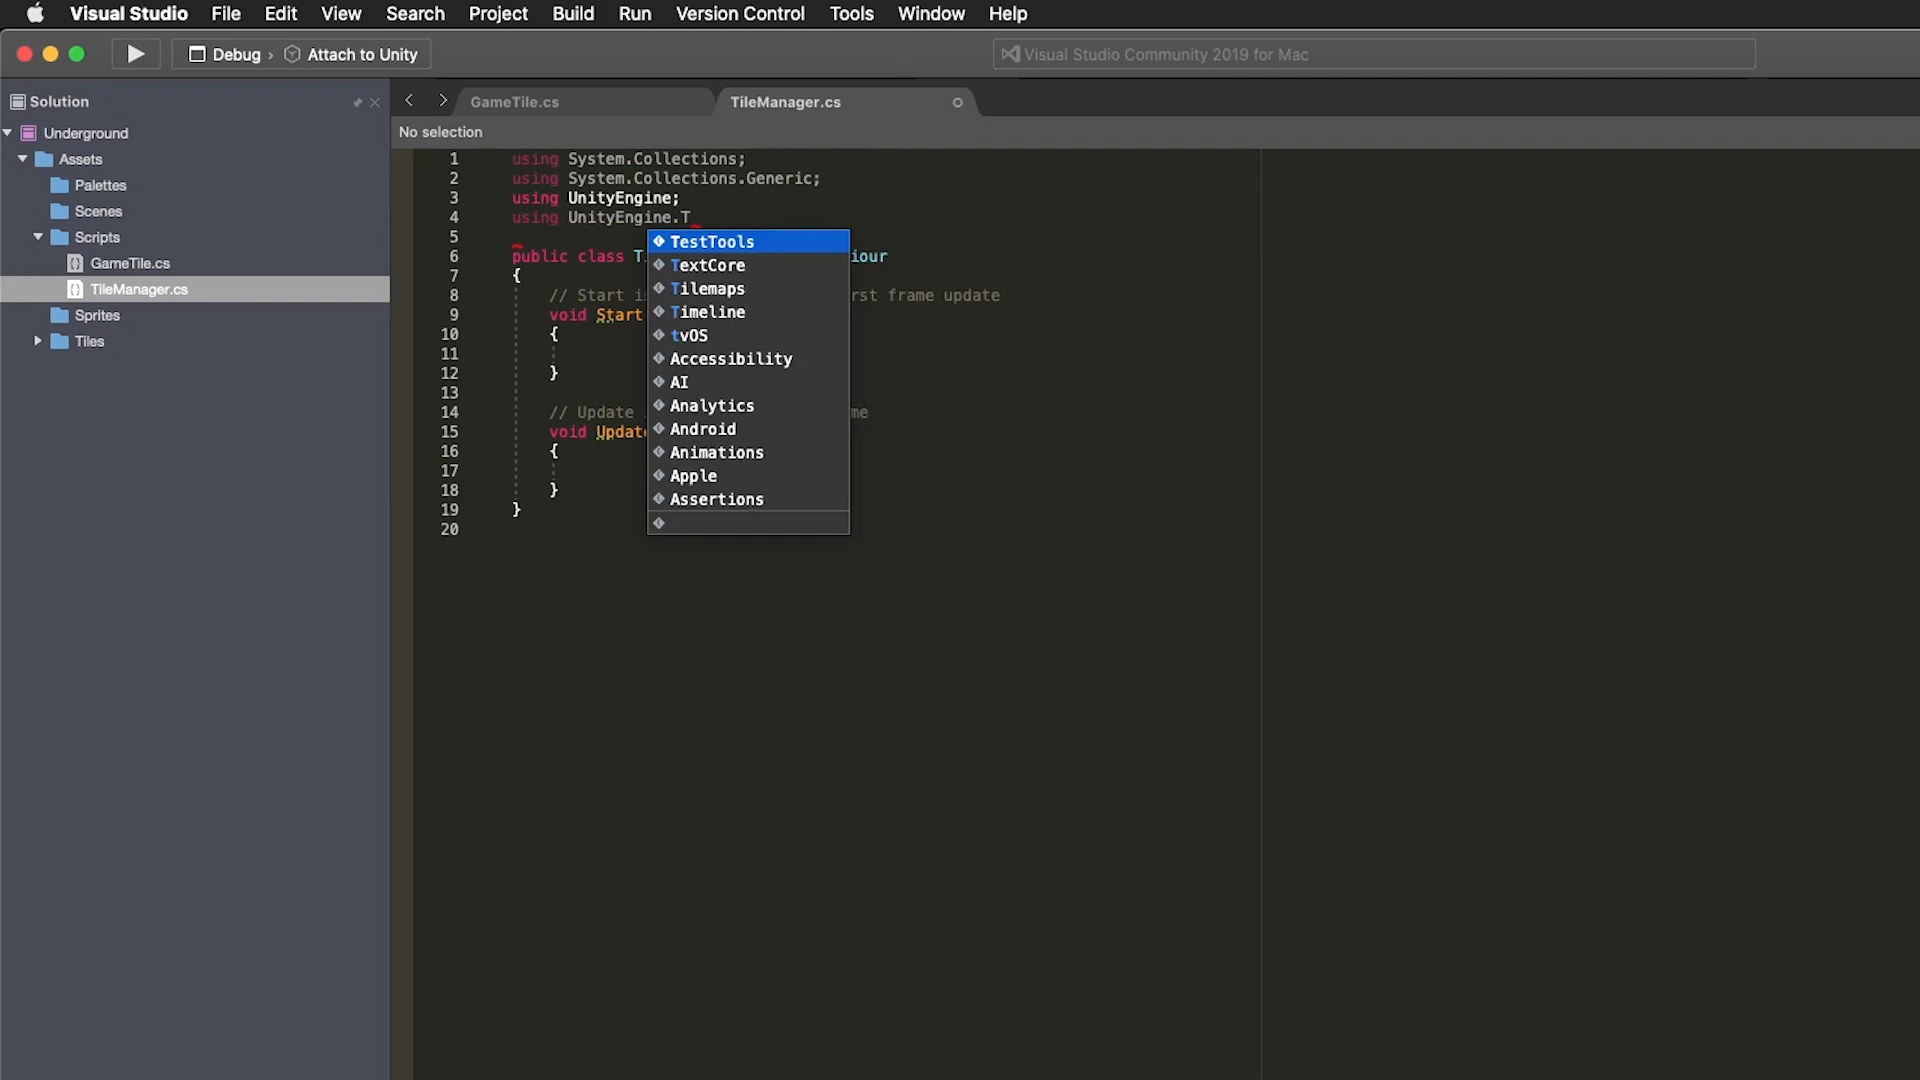 Visual Studio File Edit View Search Project Build Run Version Control Tools Window Help
Debug › Attach to Unity
Visual Studio Community 2019 for Mac
Solution
GameTile.cs
TileManager.cs
No selection
Underground
Assets
Palettes
Scenes
Scripts
GameTile.cs
TileManager.cs
Sprites
Tiles
1 using System.Collections;
2 using System.Collections.Generic;
3 using UnityEngine;
4 using UnityEngine.T
5
6 public class T iour
7 {
8 // Start i rst frame update
9 void Start
10 {
11
12 }
13
14 // Update me
15 void Update
16 {
17
18 }
19 }
20
TestTools
TextCore
Tilemaps
Timeline
tvOS
Accessibility
AI
Analytics
Android
Animations
Apple
Assertions